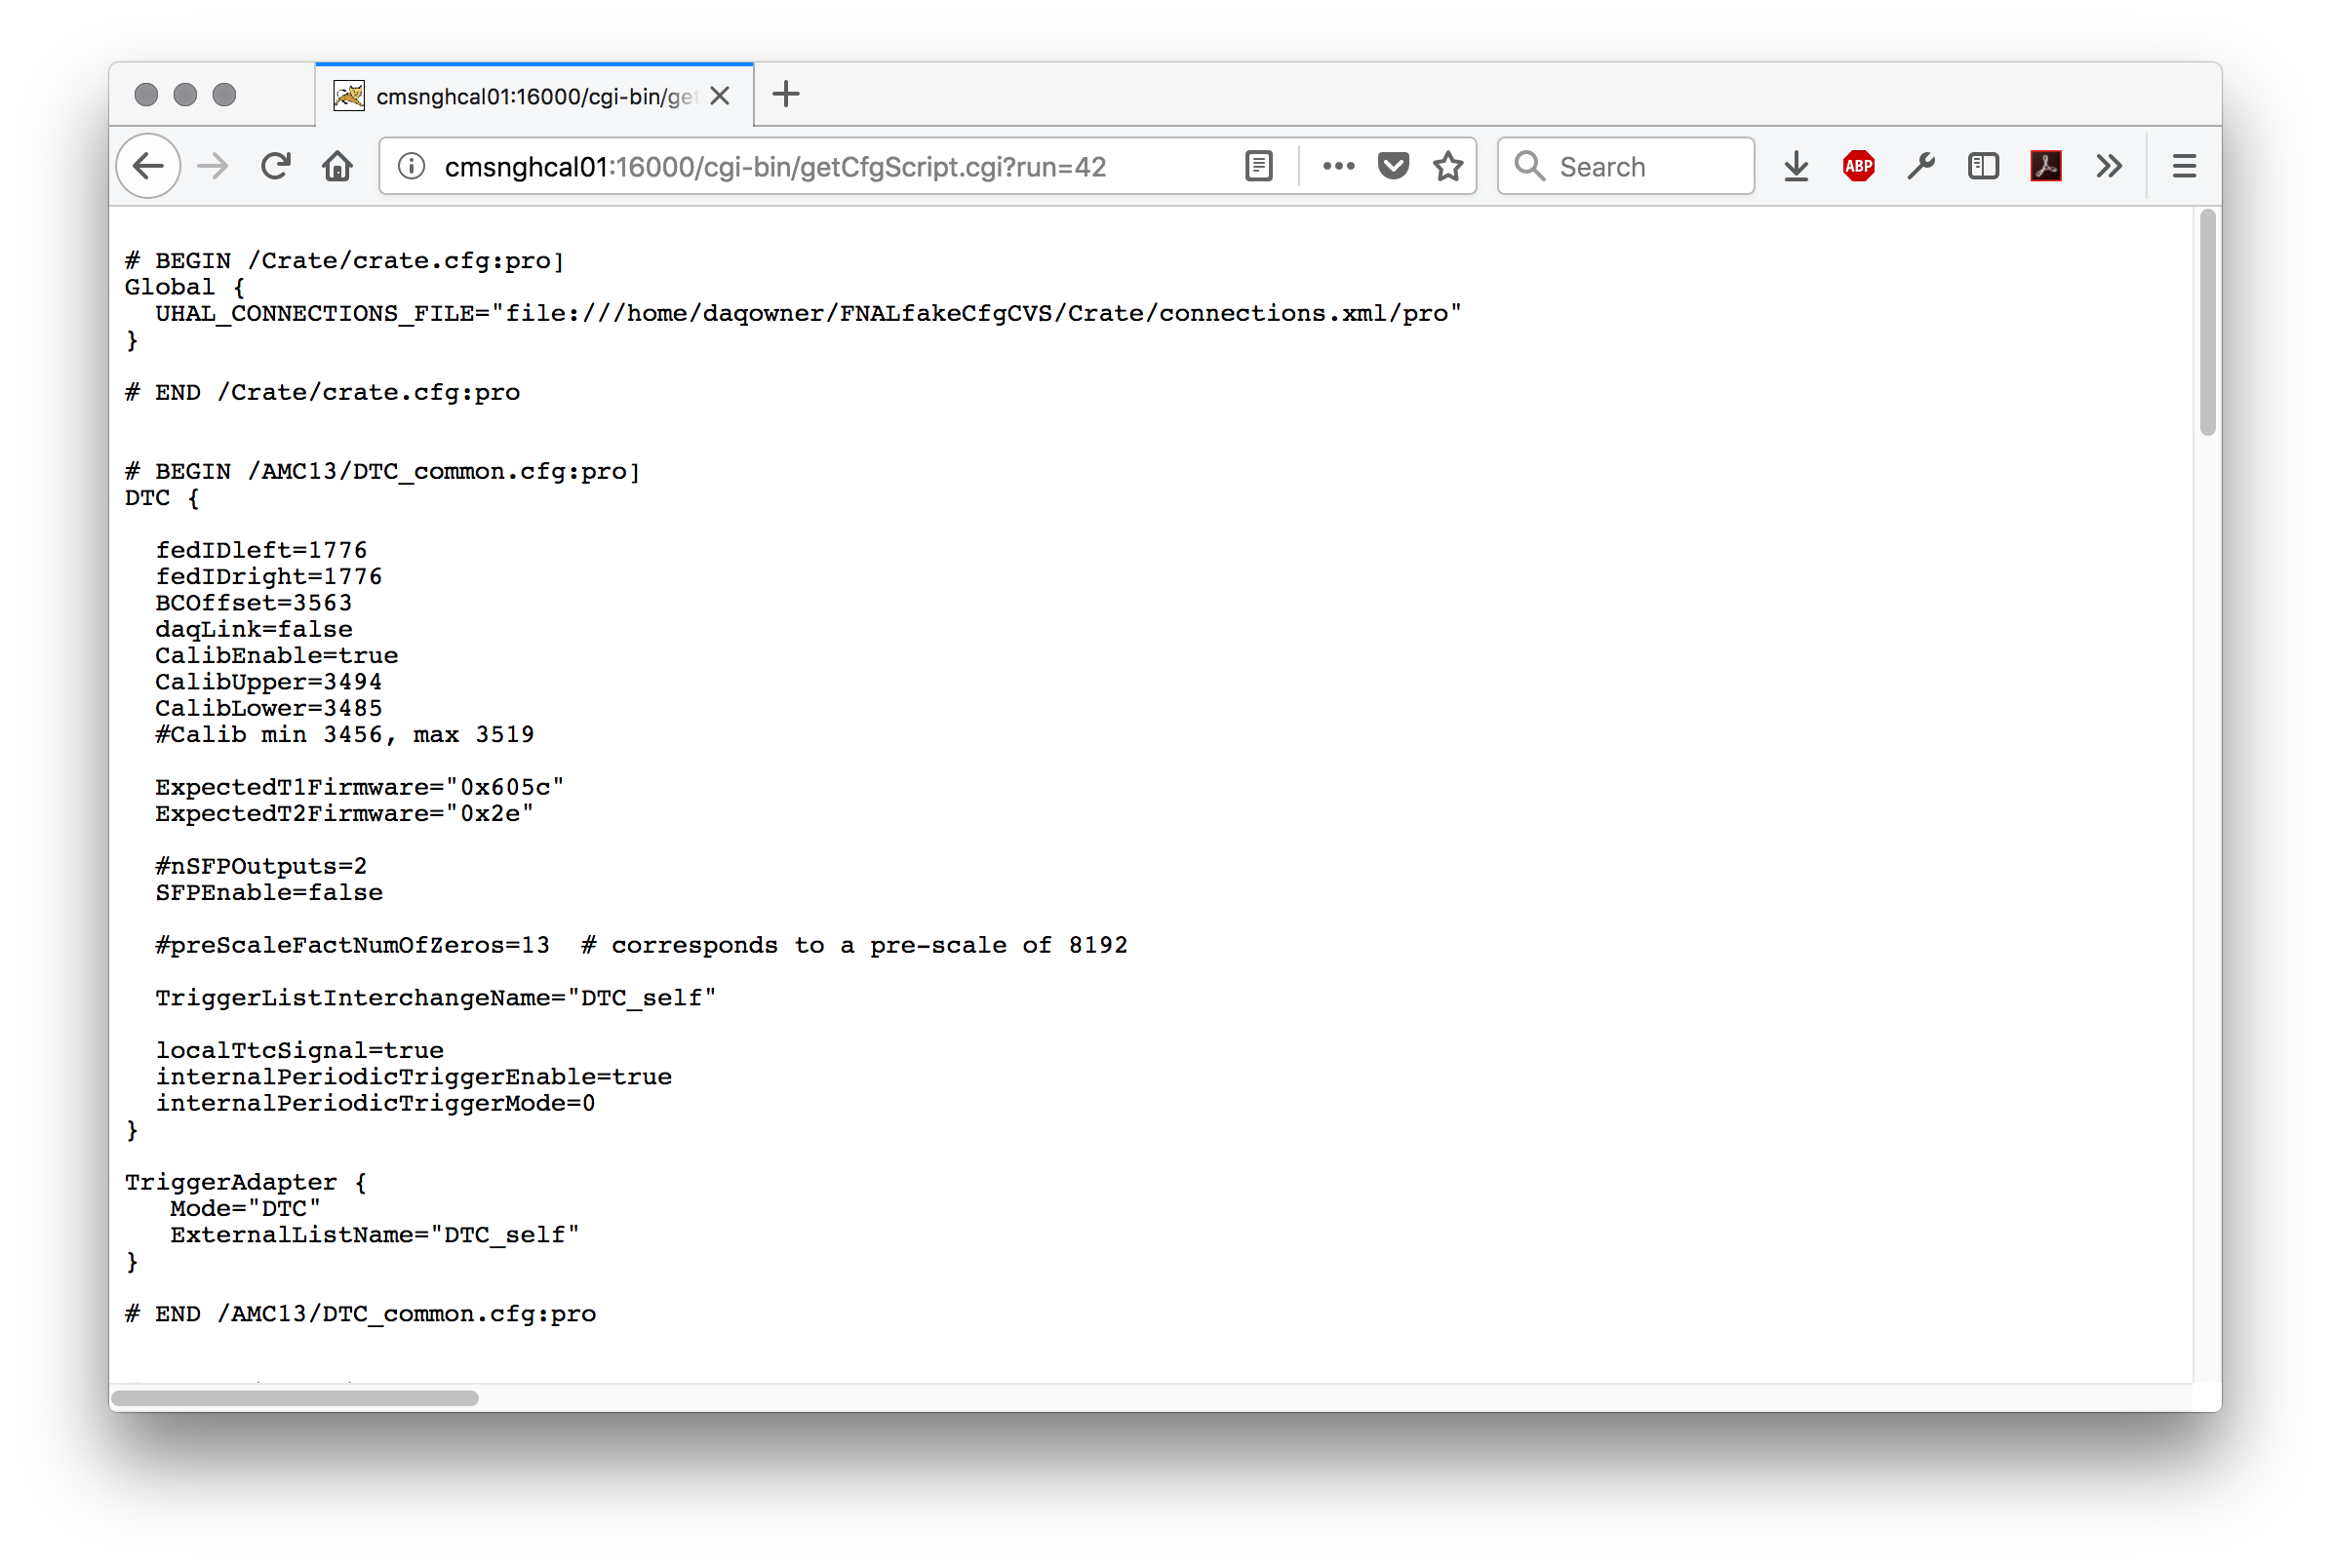 cmsnghcal01:16000/cgi-bin/get
cmsnghcal01:16000/cgi-bin/getCfgScript.cgi?run=42
Search
ABP
# BEGIN /Crate/crate.cfg:pro]
Global {
  UHAL_CONNECTIONS_FILE="file:///home/daqowner/FNALfakeCfgCVS/Crate/connections.xml/pro"
}
# END /Crate/crate.cfg:pro
# BEGIN /AMC13/DTC_common.cfg:pro]
DTC {
  fedIDleft=1776
  fedIDright=1776
  BCOffset=3563
  daqLink=false
  CalibEnable=true
  CalibUpper=3494
  CalibLower=3485
  #Calib min 3456, max 3519
  ExpectedT1Firmware="0x605c"
  ExpectedT2Firmware="0x2e"
  #nSFPOutputs=2
  SFPEnable=false
  #preScaleFactNumOfZeros=13  # corresponds to a pre-scale of 8192
  TriggerListInterchangeName="DTC_self"
  localTtcSignal=true
  internalPeriodicTriggerEnable=true
  internalPeriodicTriggerMode=0
}
TriggerAdapter {
   Mode="DTC"
   ExternalListName="DTC_self"
}
# END /AMC13/DTC_common.cfg:pro